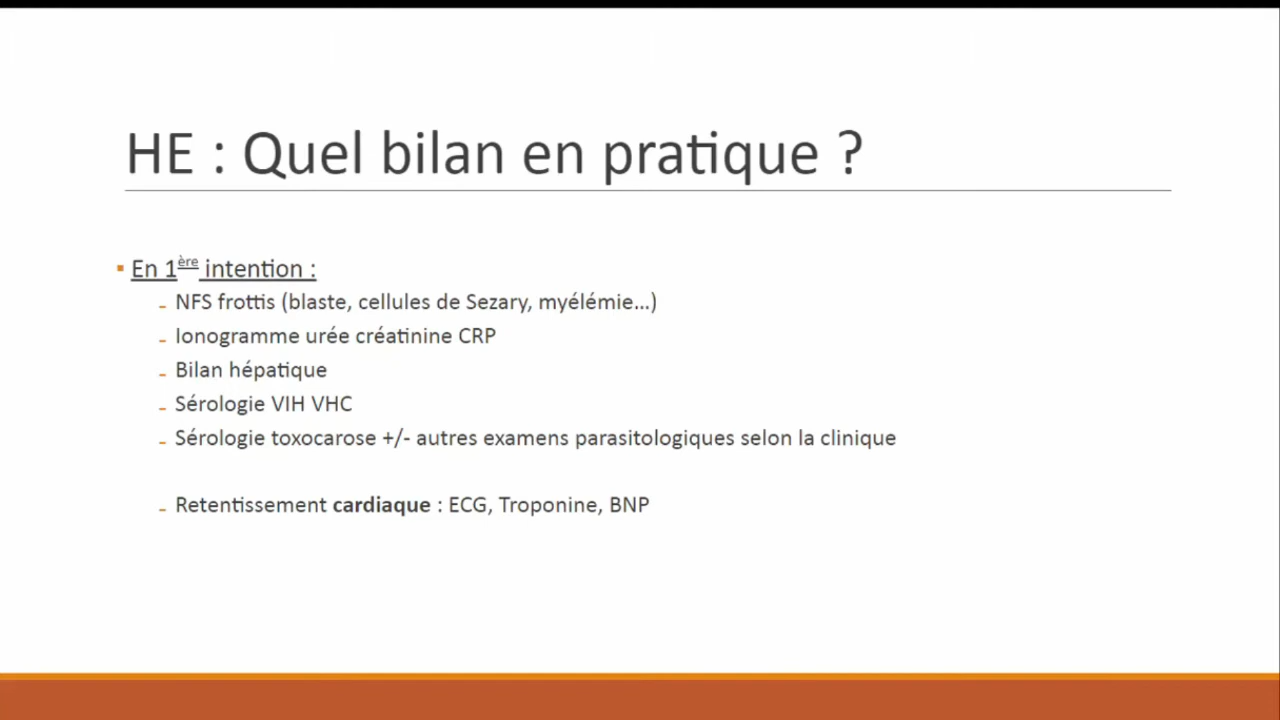 HE : Quel bilan en pratique ?
▪ En 1ère intention :
- NFS frottis (blaste, cellules de Sezary, myélémie...)
- Ionogramme urée créatinine CRP
- Bilan hépatique
- Sérologie VIH VHC
- Sérologie toxocarose +/- autres examens parasitologiques selon la clinique
- Retentissement cardiaque : ECG, Troponine, BNP